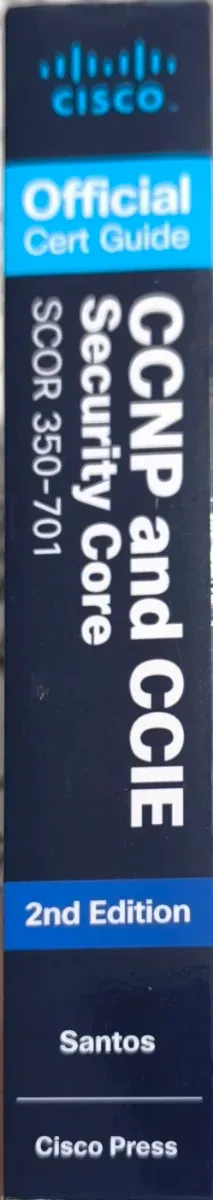 CISCO
Official
Cert Guide
CCNP and CCIE
Security Core
SCOR 350-701
2nd Edition
Santos
Cisco Press